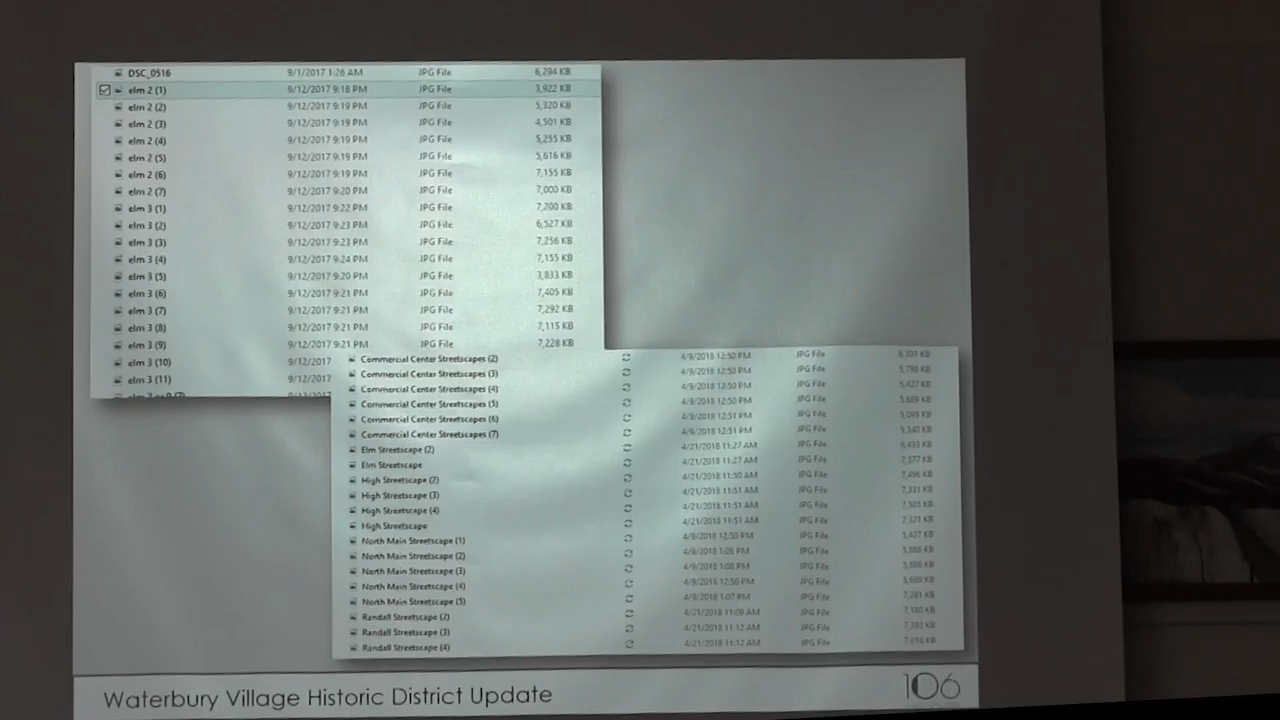 DSC_0516 9/1/2017 1:26 AM JPG File 6,294 KB
elm 2 (1) 9/12/2017 9:18 PM JPG File 3,922 KB
elm 2 (2) 9/12/2017 9:19 PM JPG File 5,320 KB
elm 2 (3) 9/12/2017 9:19 PM JPG File 4,501 KB
elm 2 (4) 9/12/2017 9:19 PM JPG File 5,255 KB
elm 2 (5) 9/12/2017 9:19 PM JPG File 5,616 KB
elm 2 (6) 9/12/2017 9:19 PM JPG File 7,155 KB
elm 2 (7) 9/12/2017 9:20 PM JPG File 7,000 KB
elm 3 (1) 9/12/2017 9:22 PM JPG File 7,200 KB
elm 3 (2) 9/12/2017 9:23 PM JPG File 6,527 KB
elm 3 (3) 9/12/2017 9:23 PM JPG File 7,256 KB
elm 3 (4) 9/12/2017 9:24 PM JPG File 7,155 KB
elm 3 (5) 9/12/2017 9:20 PM JPG File 3,833 KB
elm 3 (6) 9/12/2017 9:21 PM JPG File 7,405 KB
elm 3 (7) 9/12/2017 9:21 PM JPG File 7,292 KB
elm 3 (8) 9/12/2017 9:21 PM JPG File 7,115 KB
elm 3 (9) 9/12/2017 9:21 PM JPG File 7,228 KB
elm 3 (10) 9/12/2017
elm 3 (11) 9/12/2017
Commercial Center Streetscapes (2) 4/9/2018 12:50 PM JPG File
Commercial Center Streetscapes (3) 4/9/2018 12:50 PM JPG File
Commercial Center Streetscapes (4) 4/9/2018 12:50 PM JPG File 5,427 KB
Commercial Center Streetscapes (5) 4/9/2018 12:50 PM JPG File
Commercial Center Streetscapes (6) 4/9/2018 12:51 PM JPG File
Commercial Center Streetscapes (7) 4/9/2018 12:51 PM JPG File
Elm Streetscape (2) 4/21/2018 11:27 AM JPG File
Elm Streetscape 4/21/2018 11:27 AM JPG File
High Streetscape (2) 4/21/2018 11:50 AM JPG File
High Streetscape (3) 4/21/2018 11:51 AM JPG File
High Streetscape (4) 4/21/2018 11:51 AM JPG File
High Streetscape 4/21/2018 11:51 AM JPG File
North Main Streetscape (1) 4/9/2018 12:50 PM JPG File 5,427 KB
North Main Streetscape (2) 4/9/2018 1:08 PM JPG File
North Main Streetscape (3) 4/9/2018 1:08 PM JPG File
North Main Streetscape (4) 4/9/2018 12:50 PM JPG File
North Main Streetscape (5) 4/9/2018 1:07 PM JPG File
Randall Streetscape (2) 4/21/2018 11:09 AM JPG File
Randall Streetscape (3) 4/21/2018 11:12 AM JPG File
Randall Streetscape (4) 4/21/2018 11:12 AM JPG File
Waterbury Village Historic District Update 106